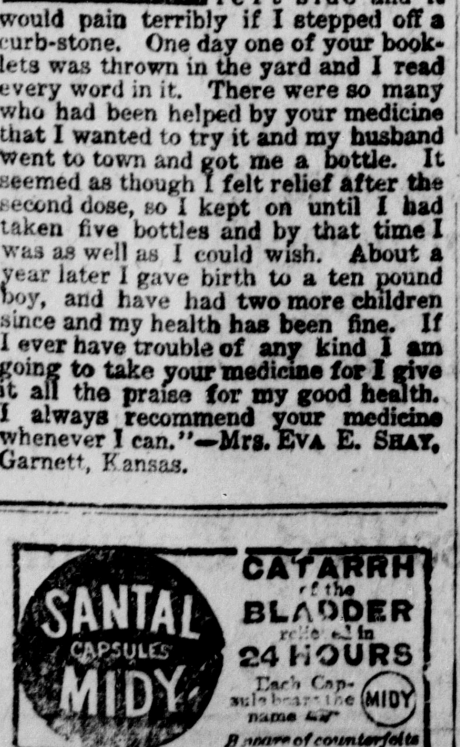 would pain terribly if I stepped off a
curb-stone. One day one of your book-
lets was thrown in the yard and I read
every word in it. There were so many
who had been helped by your medicine
that I wanted to try it and my husband
went to town and got me a bottle. It
seemed as though I felt relief after the
second dose, so I kept on until I had
taken five bottles and by that time I
was as well as I could wish. About a
year later I gave birth to a ten pound
boy, and have had two more children
since and my health has been fine. If
I ever have trouble of any kind I am
going to take your medicine for I give
it all the praise for my good health.
I always recommend your medicine
whenever I can."—Mrs. EVA E. SHAY,
Garnett, Kansas.
SANTAL
CAPSULES
MIDY
CATARRH
of the
BLADDER
relieved in
24 HOURS
Each Cap-
sule bears the
name
MIDY
Beware of counterfeits